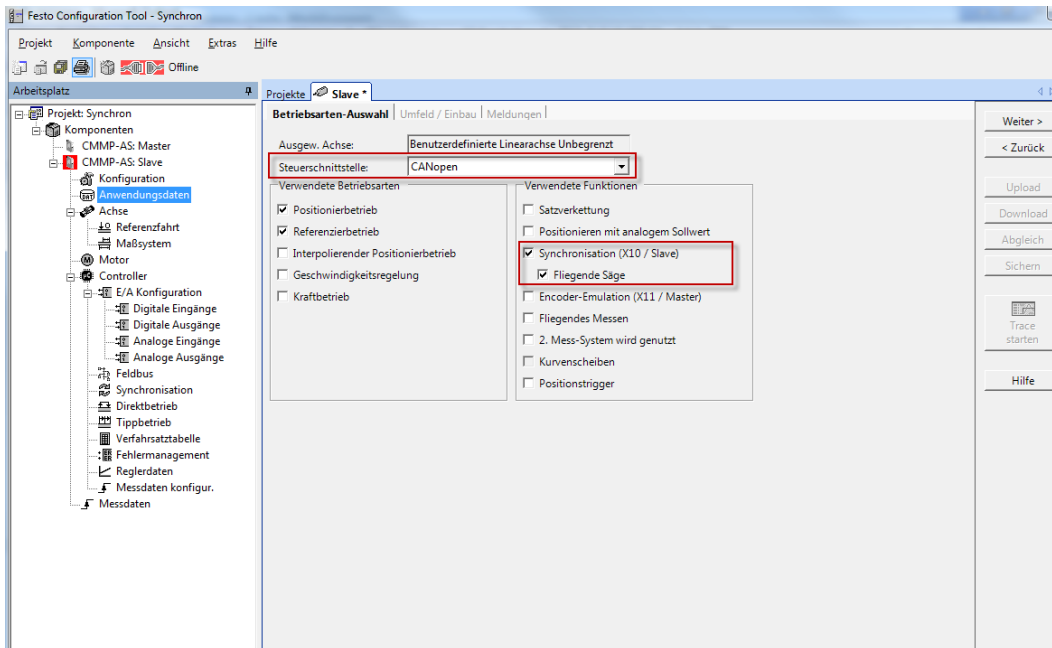 Festo Configuration Tool - Synchron
Projekt Komponente Ansicht Extras Hilfe
Offline
Arbeitsplatz
Projekte Slave *
Projekt: Synchron
Komponenten
CMMP-AS: Master
CMMP-AS: Slave
Konfiguration
Anwendungsdaten
Achse
Referenzfahrt
Maßsystem
Motor
Controller
E/A Konfiguration
Digitale Eingänge
Digitale Ausgänge
Analoge Eingänge
Analoge Ausgänge
Feldbus
Synchronisation
Direktbetrieb
Tippbetrieb
Verfahrsatztabelle
Fehlermanagement
Reglerdaten
Messdaten konfigur.
Messdaten
Betriebsarten-Auswahl Umfeld / Einbau Meldungen
Ausgew. Achse: Benutzerdefinierte Linearachse Unbegrenzt
Steuerschnittstelle: CANopen
Verwendete Betriebsarten
Positionierbetrieb
Referenzierbetrieb
Interpolierender Positionierbetrieb
Geschwindigkeitsregelung
Kraftbetrieb
Verwendete Funktionen
Satzverkettung
Positionieren mit analogem Sollwert
Synchronisation (X10 / Slave)
Fliegende Säge
Encoder-Emulation (X11 / Master)
Fliegendes Messen
2. Mess-System wird genutzt
Kurvenscheiben
Positionstrigger
Weiter >
< Zurück
Upload
Download
Abgleich
Sichern
Trace
starten
Hilfe